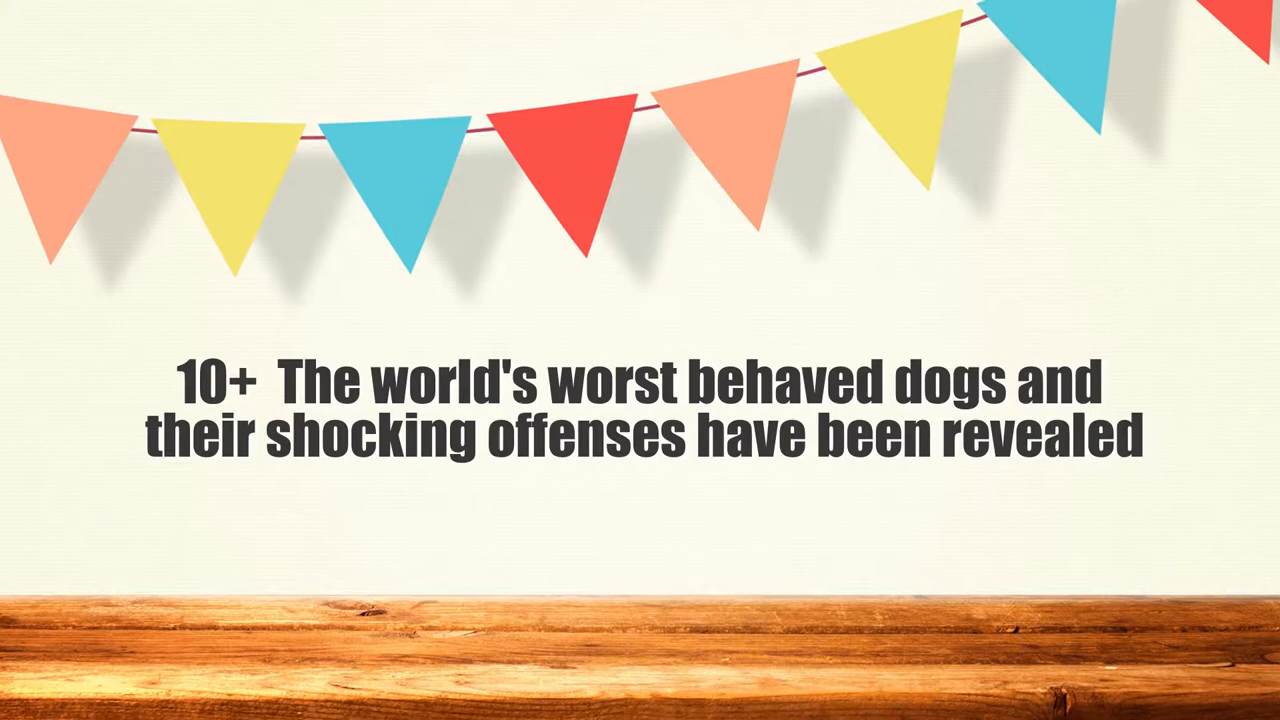 10+ The world's worst behaved dogs and
their shocking offenses have been revealed